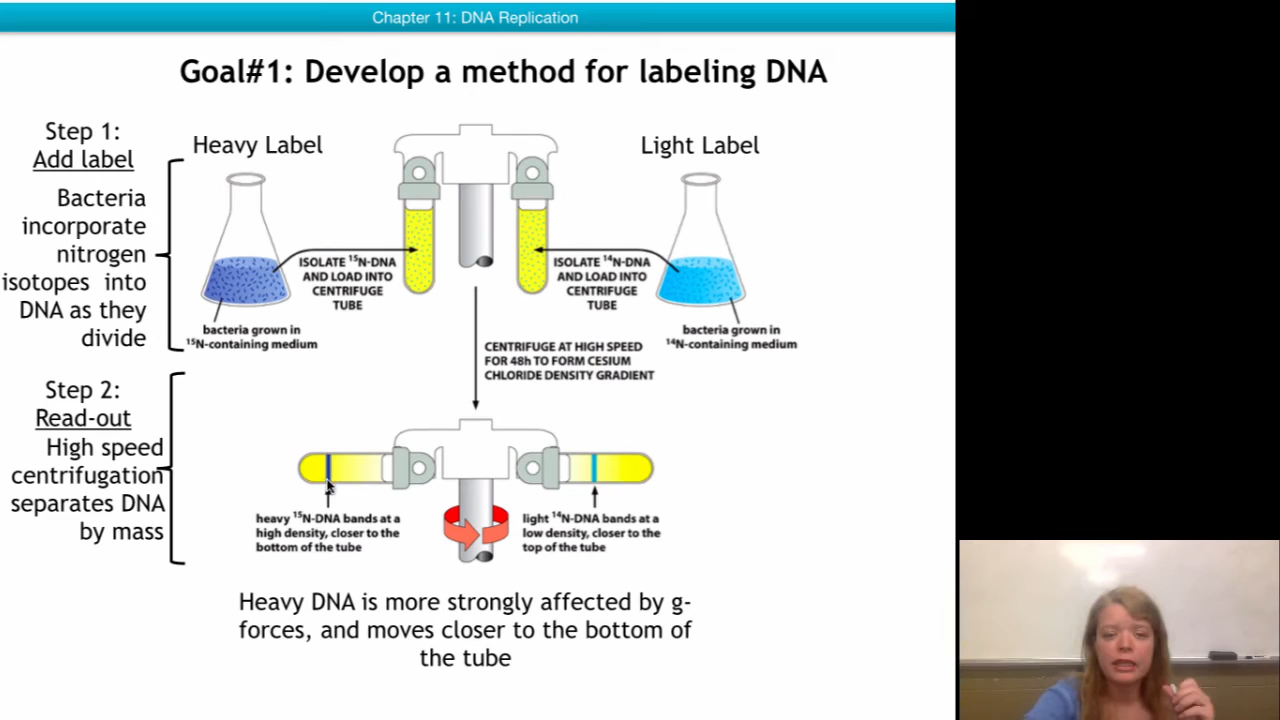 Chapter 11: DNA Replication
Goal#1: Develop a method for labeling DNA
Step 1:
Add label
Bacteria
incorporate
nitrogen
isotopes into
DNA as they
divide
Heavy Label
Light Label
ISOLATE ¹⁵N-DNA
AND LOAD INTO
CENTRIFUGE
TUBE
ISOLATE ¹⁴N-DNA
AND LOAD INTO
CENTRIFUGE
TUBE
bacteria grown in
¹⁵N-containing medium
bacteria grown in
¹⁴N-containing medium
CENTRIFUGE AT HIGH SPEED
FOR 48h TO FORM CESIUM
CHLORIDE DENSITY GRADIENT
Step 2:
Read-out
High speed
centrifugation
separates DNA
by mass
heavy ¹⁵N-DNA bands at a
high density, closer to the
bottom of the tube
light ¹⁴N-DNA bands at a
low density, closer to the
top of the tube
Heavy DNA is more strongly affected by g-
forces, and moves closer to the bottom of
the tube